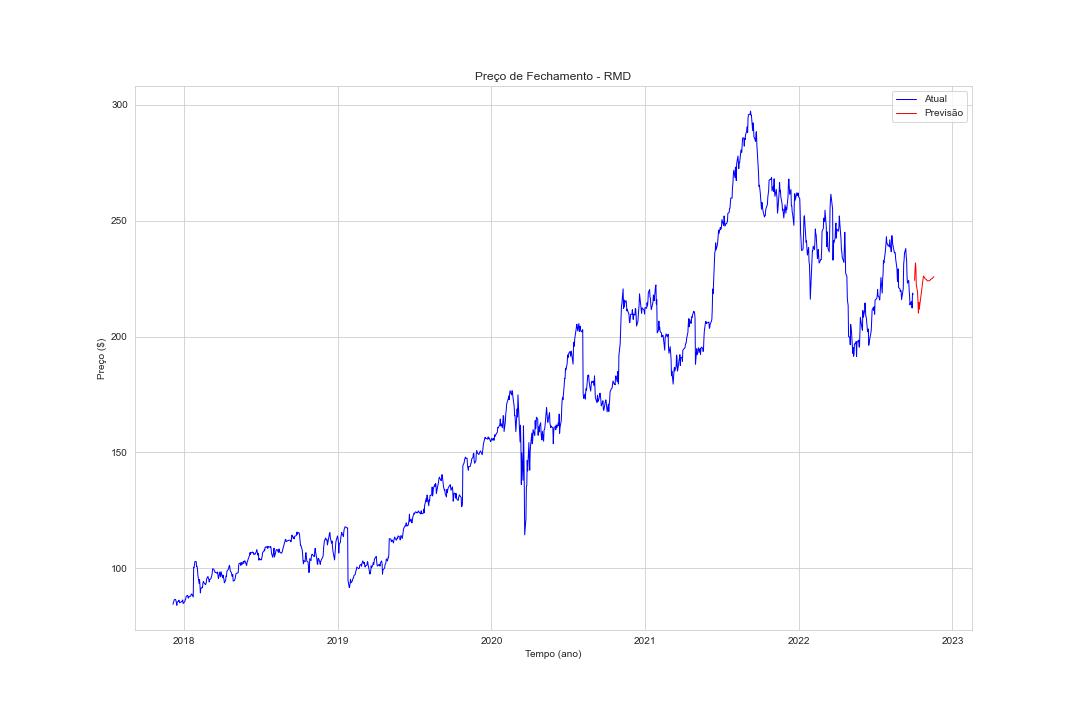 Preço de Fechamento - RMD
Atual
Previsão
300
250
200
150
100
Preço ($)
2018 2019 2020 2021 2022 2023
Tempo (ano)